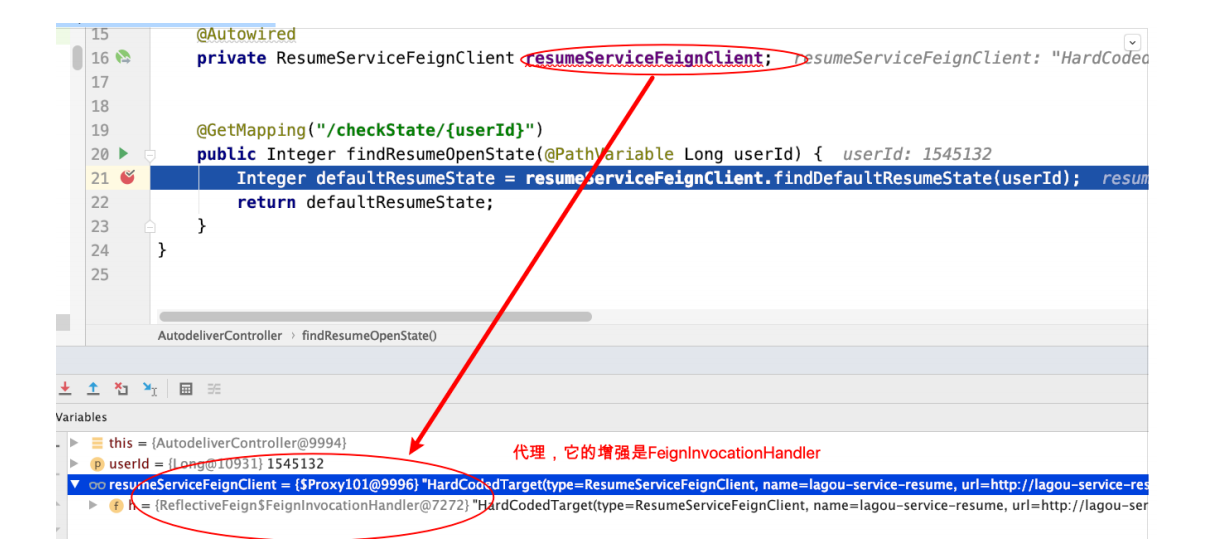 15 @Autowired
16 private ResumeServiceFeignClient resumeServiceFeignClient; resumeServiceFeignClient: "HardCoded
17
18
19 @GetMapping("/checkState/{userId}")
20 public Integer findResumeOpenState(@PathVariable Long userId) { userId: 1545132
21 Integer defaultResumeState = resumeServiceFeignClient.findDefaultResumeState(userId); resum
22 return defaultResumeState;
23 }
24 }
25
AutodeliverController › findResumeOpenState()
Variables
this = {AutodeliverController@9994}
代理，它的增强是FeignInvocationHandler
p userId = {Long@10931} 1545132
resumeServiceFeignClient = {$Proxy101@9996} "HardCodedTarget(type=ResumeServiceFeignClient, name=lagou-service-resume, url=http://lagou-service-res
f h = {ReflectiveFeign$FeignInvocationHandler@7272} "HardCodedTarget(type=ResumeServiceFeignClient, name=lagou-service-resume, url=http://lagou-ser